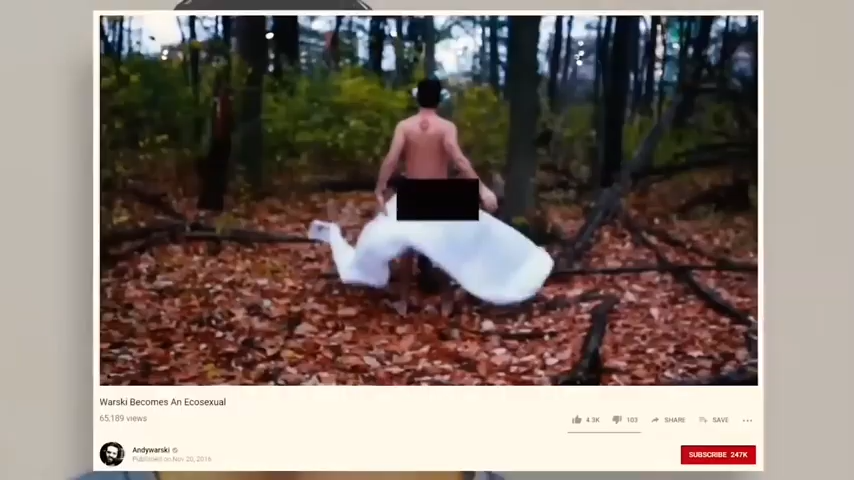 Warski Becomes An Ecosexual
65,189 views
4.3K 103 SHARE SAVE
Andywarski
Published on Nov 20, 2016
SUBSCRIBE 247K